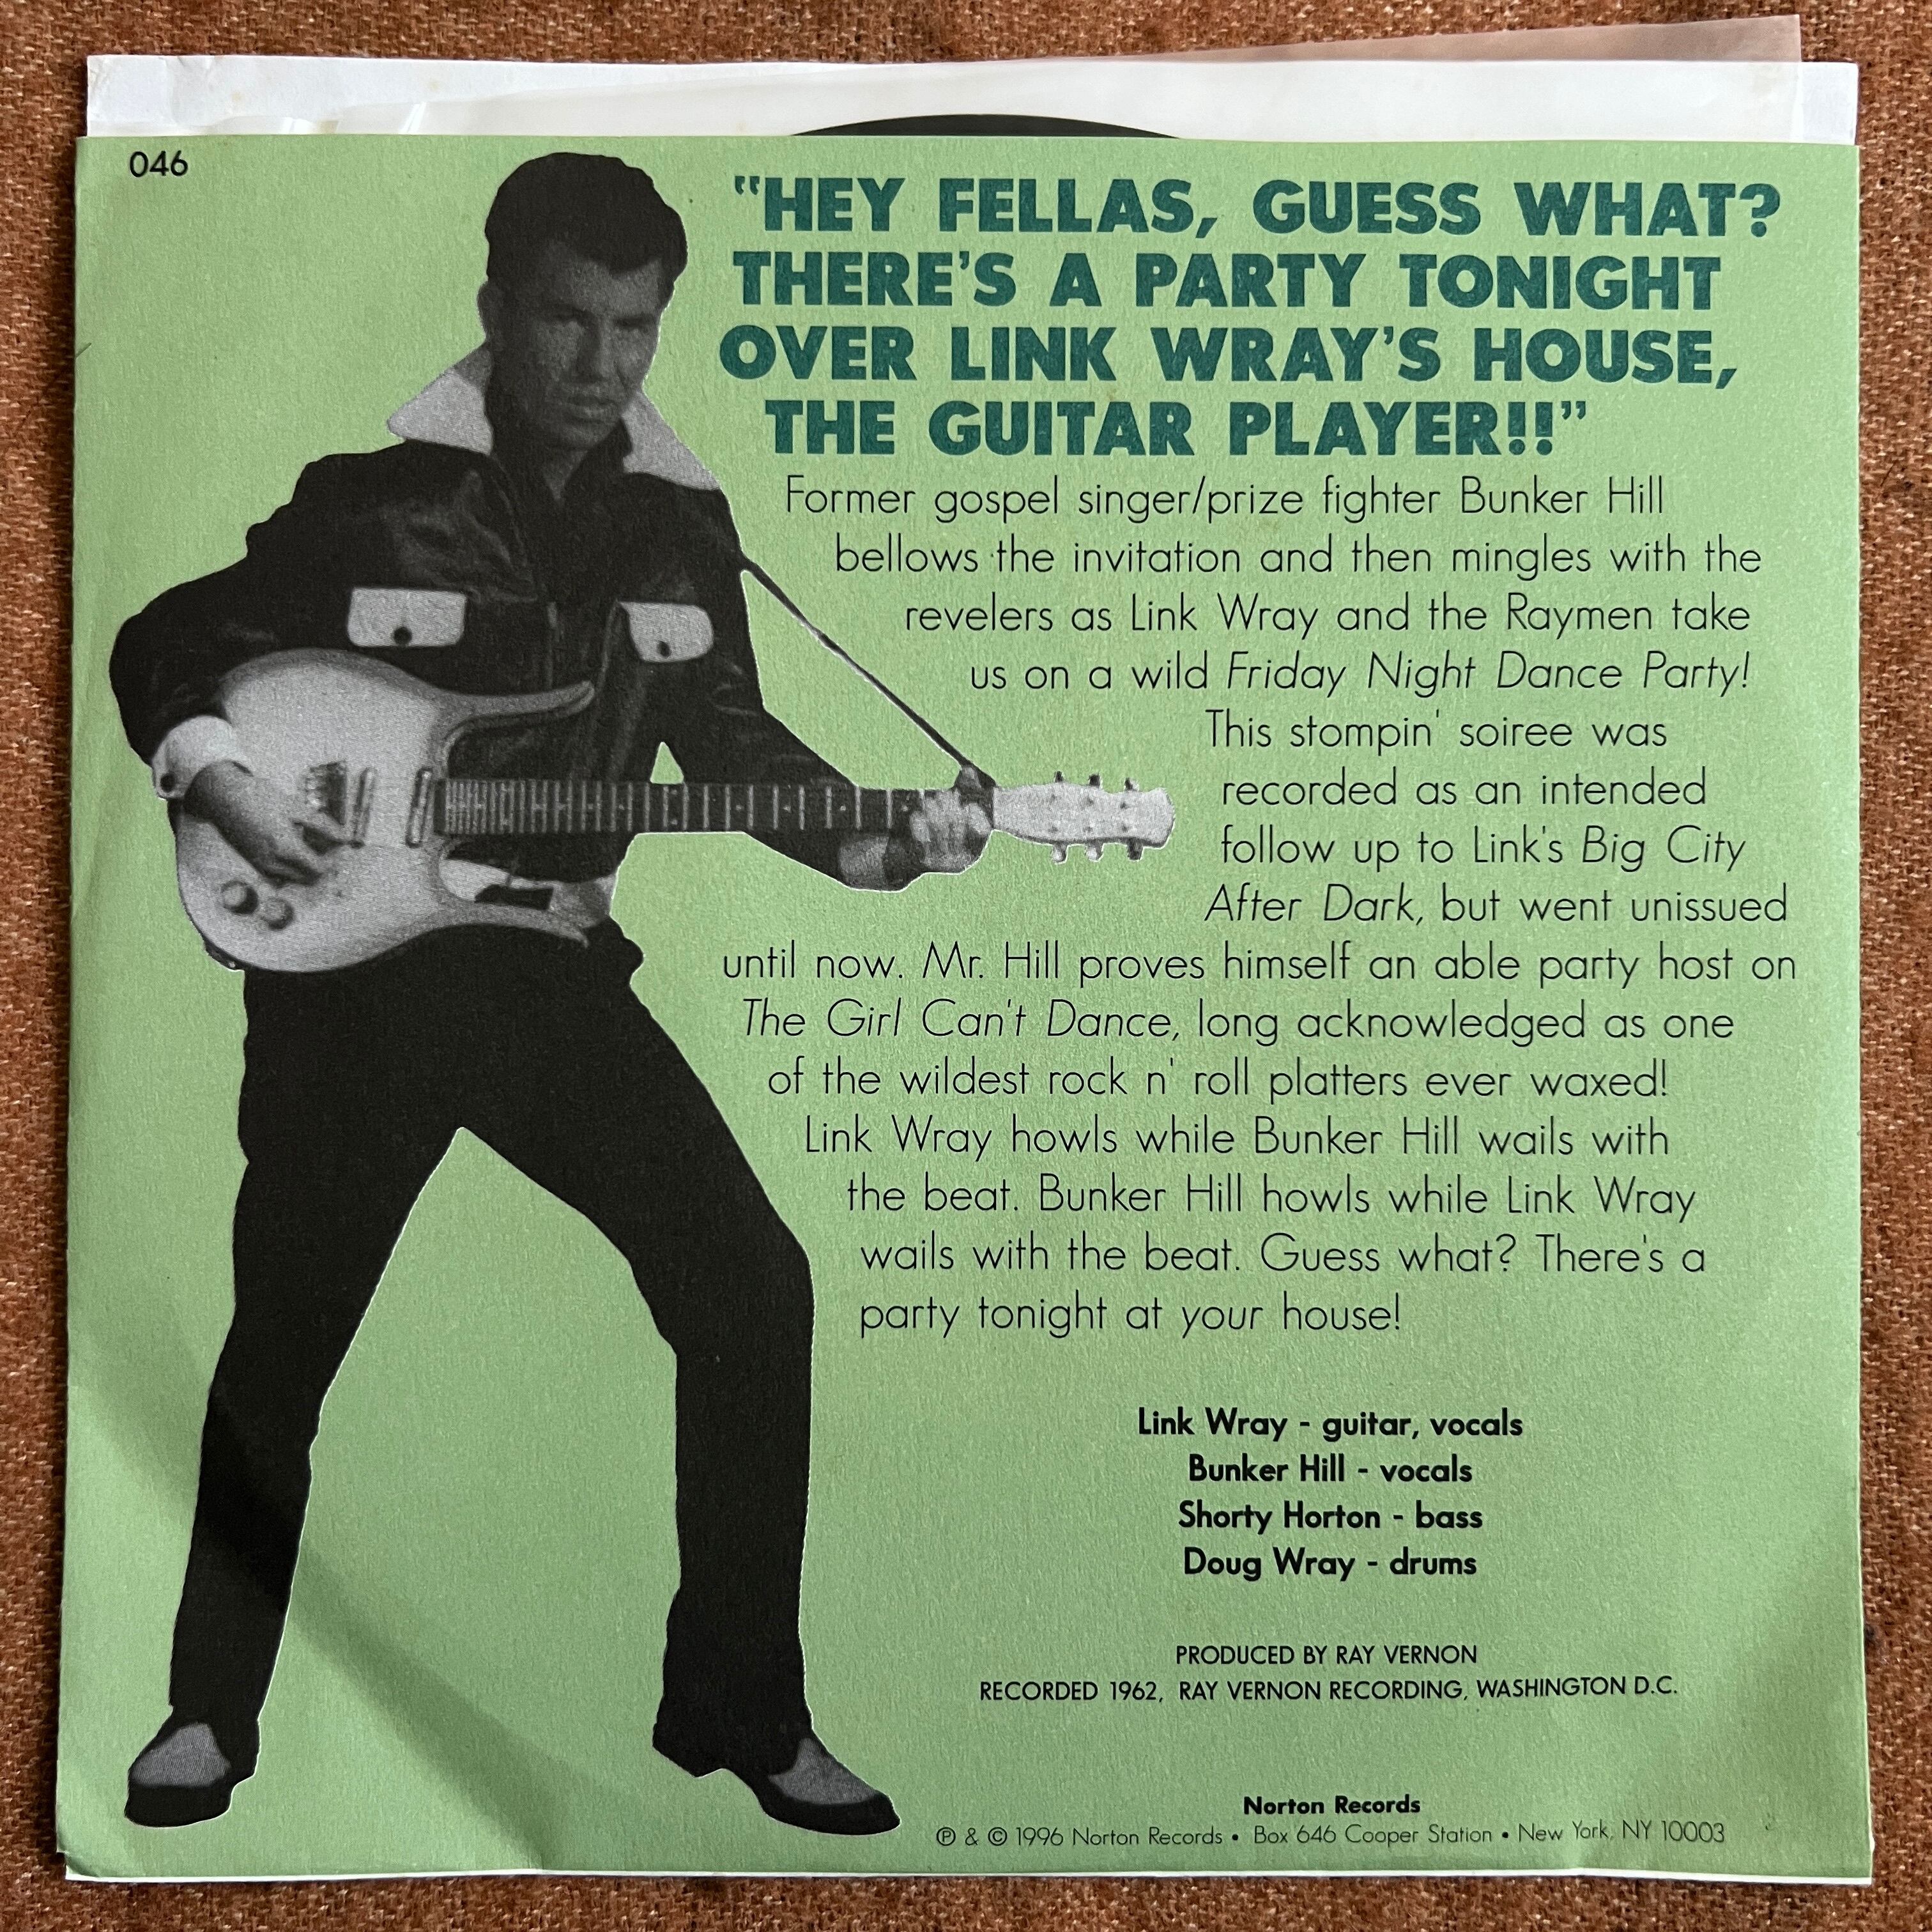 046
"HEY FELLAS, GUESS WHAT?
THERE'S A PARTY TONIGHT
OVER LINK WRAY'S HOUSE,
THE GUITAR PLAYER!!"
Former gospel singer/prize fighter Bunker Hill
bellows the invitation and then mingles with the
revelers as Link Wray and the Raymen take
us on a wild Friday Night Dance Party!
This stompin' soiree was
recorded as an intended
follow up to Link's Big City
After Dark, but went unissued
until now. Mr. Hill proves himself an able party host on
The Girl Can't Dance, long acknowledged as one
of the wildest rock n' roll platters ever waxed!
Link Wray howls while Bunker Hill wails with
the beat. Bunker Hill howls while Link Wray
wails with the beat. Guess what? There's a
party tonight at your house!
Link Wray - guitar, vocals
Bunker Hill - vocals
Shorty Horton - bass
Doug Wray - drums
PRODUCED BY RAY VERNON
RECORDED 1962, RAY VERNON RECORDING, WASHINGTON D.C.
Norton Records
℗ & © 1996 Norton Records • Box 646 Cooper Station • New York, NY 10003